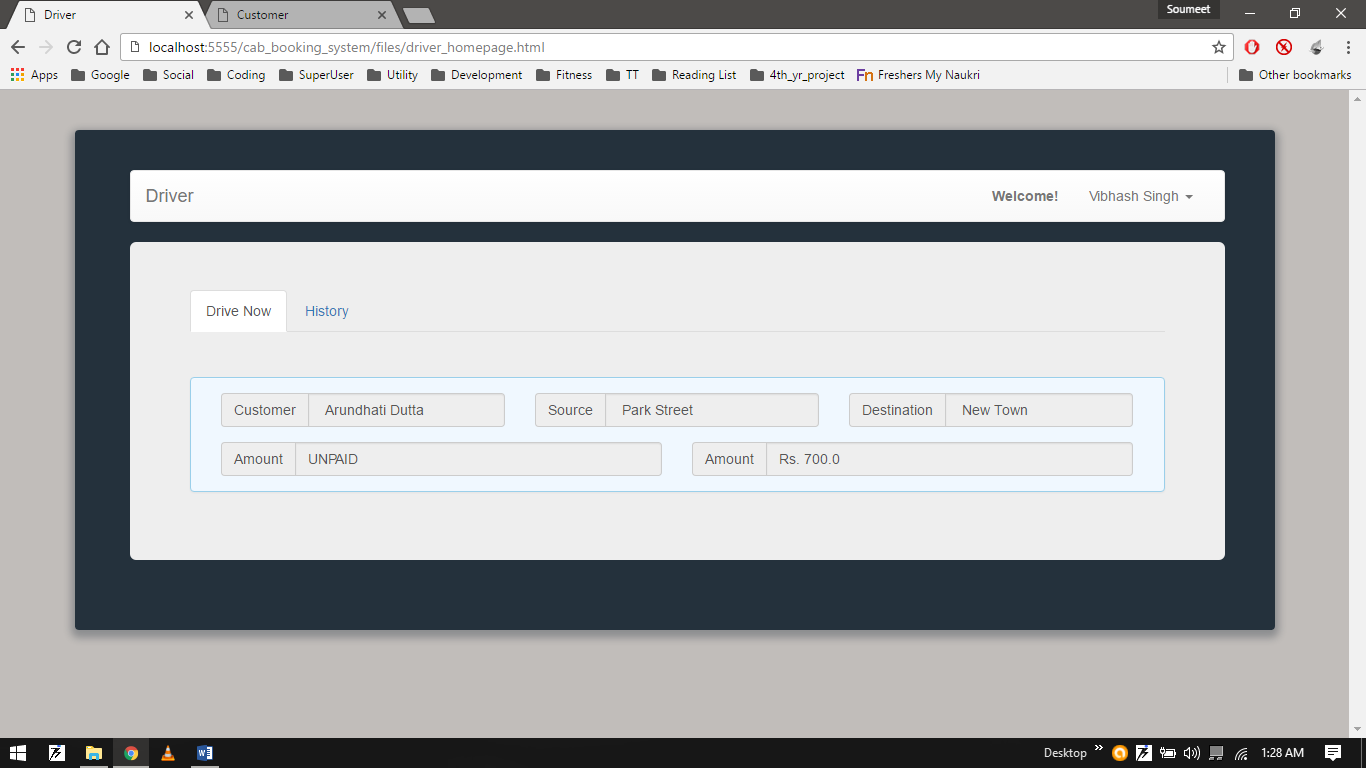 Driver Customer Soumeet
localhost:5555/cab_booking_system/files/driver_homepage.html
Apps Google Social Coding SuperUser Utility Development Fitness TT Reading List 4th_yr_project Fn Freshers My Naukri Other bookmarks
Driver Welcome! Vibhash Singh
Drive Now History
Customer Arundhati Dutta Source Park Street Destination New Town
Amount UNPAID Amount Rs. 700.0
Desktop 1:28 AM